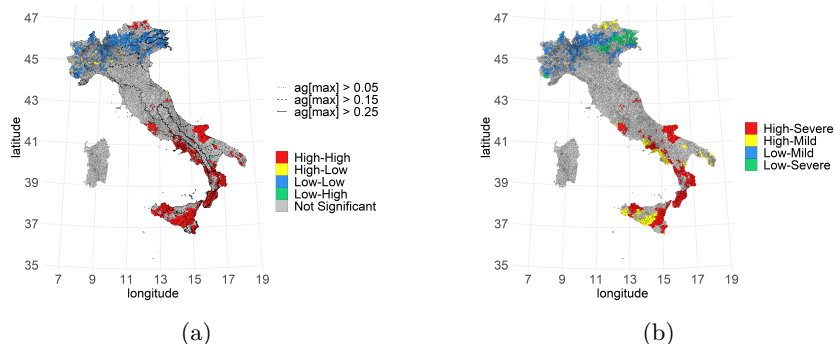 47
45
43
41
39
37
35
latitude
7 9 11 13 15 17 19
longitude
ag[max] > 0.05
ag[max] > 0.15
ag[max] > 0.25
High-High
High-Low
Low-Low
Low-High
Not Significant
(a)
47
45
43
41
39
37
35
latitude
7 9 11 13 15 17 19
longitude
High-Severe
High-Mild
Low-Mild
Low-Severe
(b)